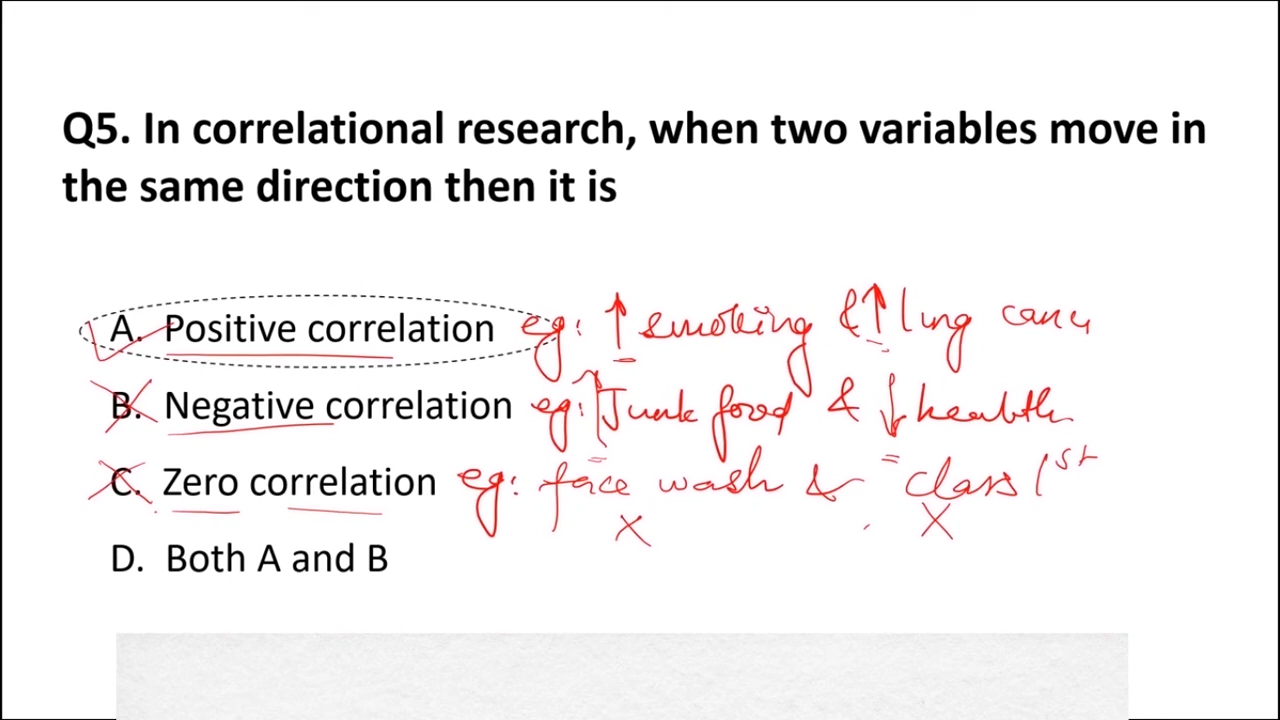 Q5. In correlational research, when two variables move in
the same direction then it is
A. Positive correlation eg: ↑ smoking & ↑ lung
B. Negative correlation eg: ↑ Junk food & ↓ health
C. Zero correlation eg: face wash & class 1st
X X
D. Both A and B